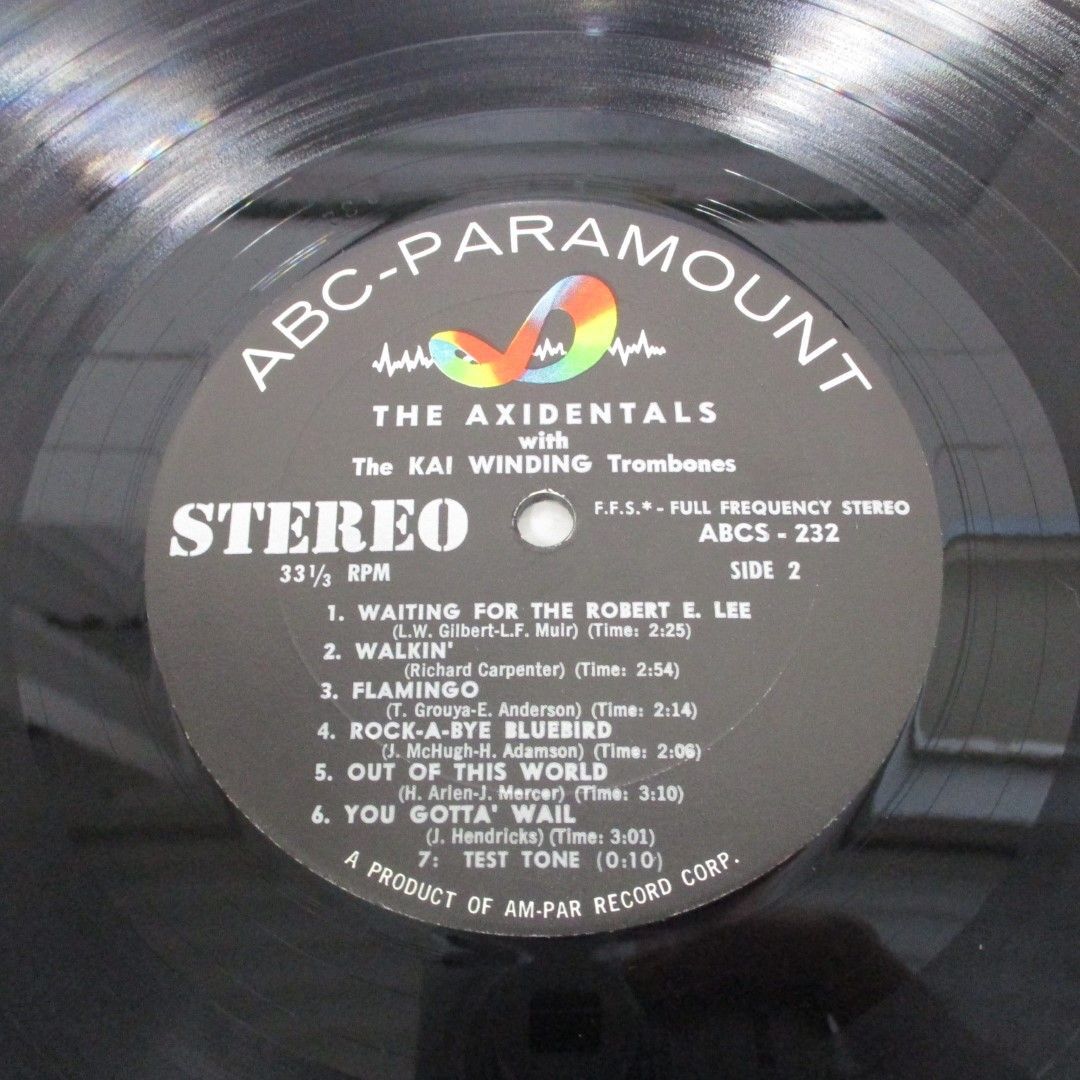 ABC-PARAMOUNT
THE AXIDENTALS
with
The KAI WINDING Trombones
STEREO
F.F.S.* - FULL FREQUENCY STEREO
ABCS - 232
33 1/3 RPM
SIDE 2
1. WAITING FOR THE ROBERT E. LEE
(L.W. Gilbert-L.F. Muir) (Time: 2:25)
2. WALKIN'
(Richard Carpenter) (Time: 2:54)
3. FLAMINGO
(T. Grouya-E. Anderson) (Time: 2:14)
4. ROCK-A-BYE BLUEBIRD
(J. McHugh-H. Adamson) (Time: 2:06)
5. OUT OF THIS WORLD
(H. Arlen-J. Mercer) (Time: 3:10)
6. YOU GOTTA' WAIL
(J. Hendricks) (Time: 3:01)
7: TEST TONE (0:10)
A PRODUCT OF AM-PAR RECORD CORP.